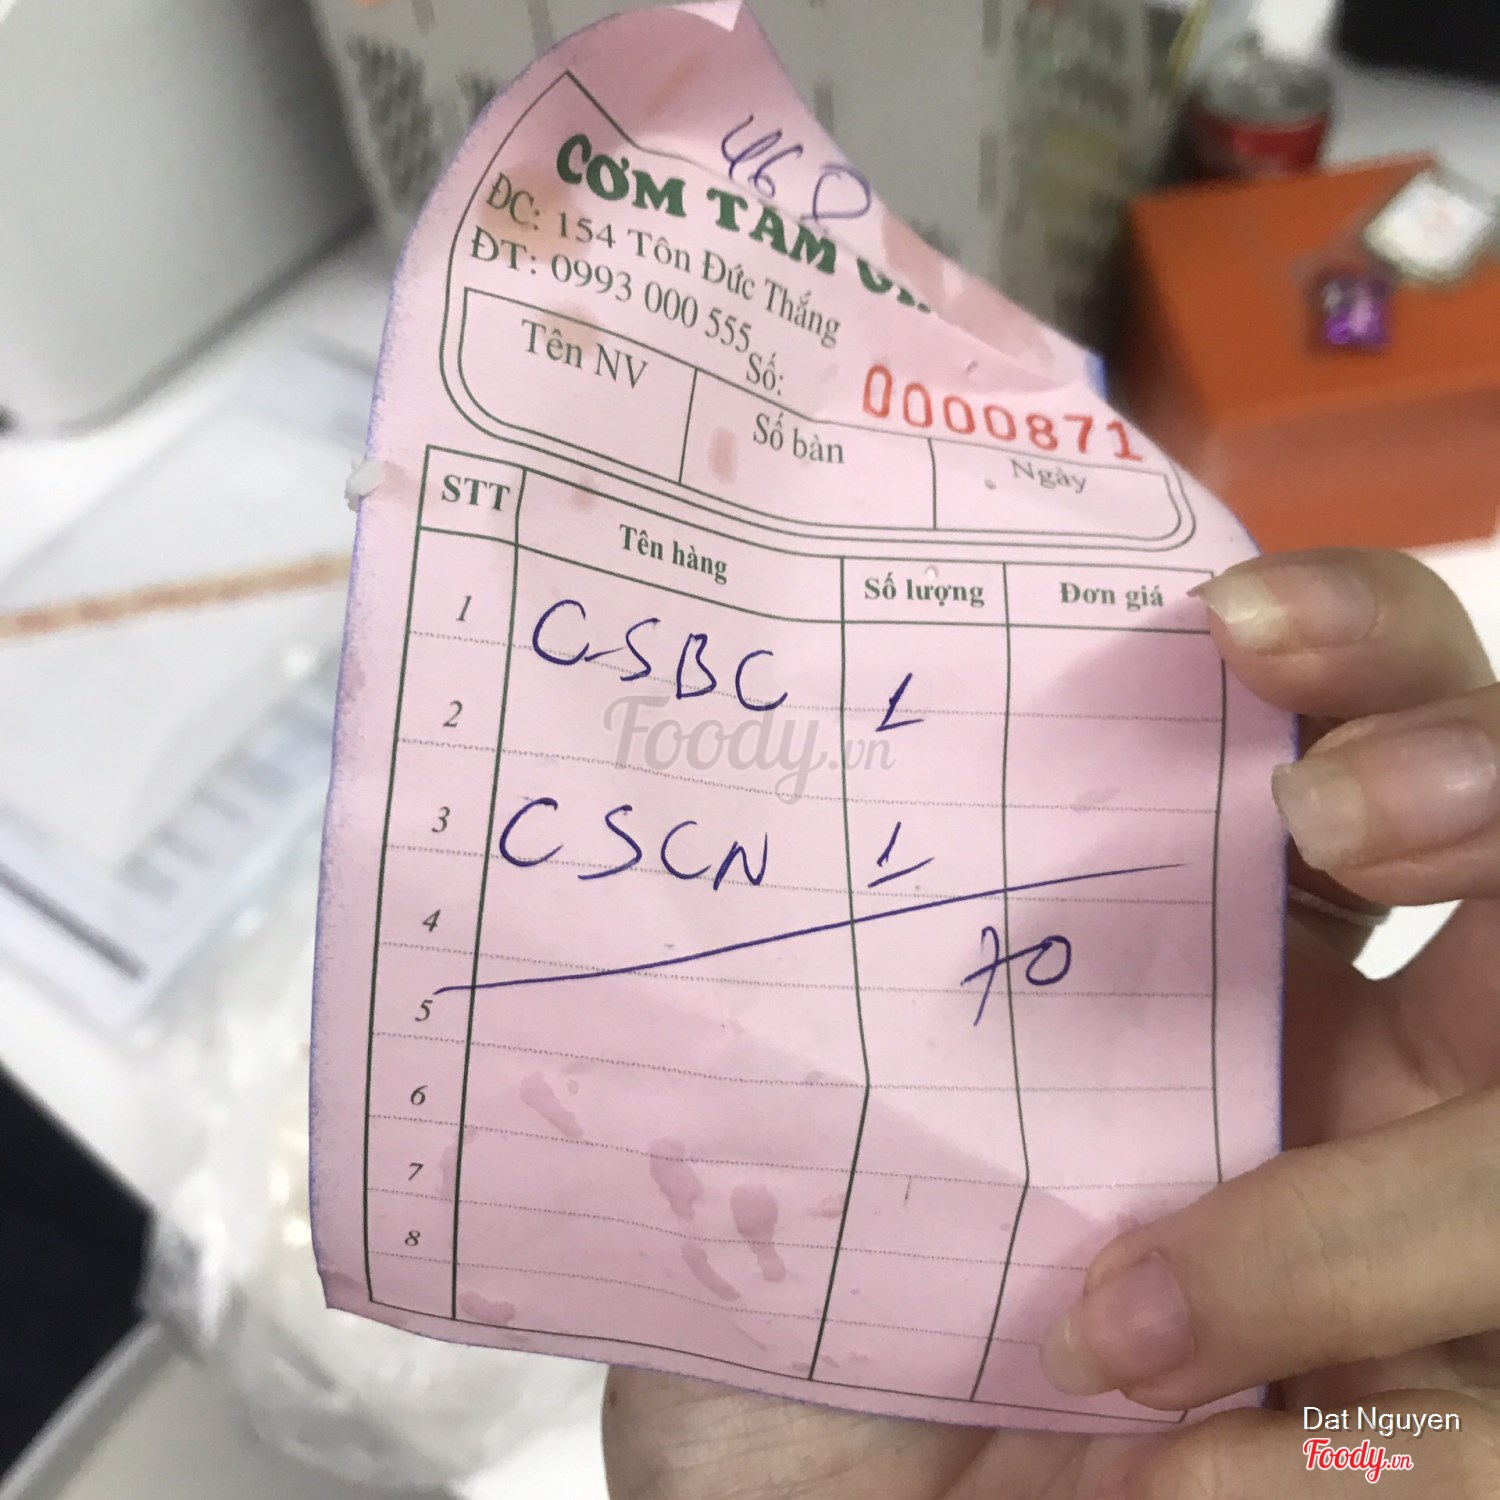 46D
CƠM TẤM
ĐC: 154 Tôn Đức Thắng
ĐT: 0993 000 555
Số: 0000871
Tên NV Số bàn Ngày
STT Tên hàng Số lượng Đơn giá
1 CSBC 1
2
3 CSCN 1
4
70
5
6
7
8
Foody.vn
Dat Nguyen
Foody.vn